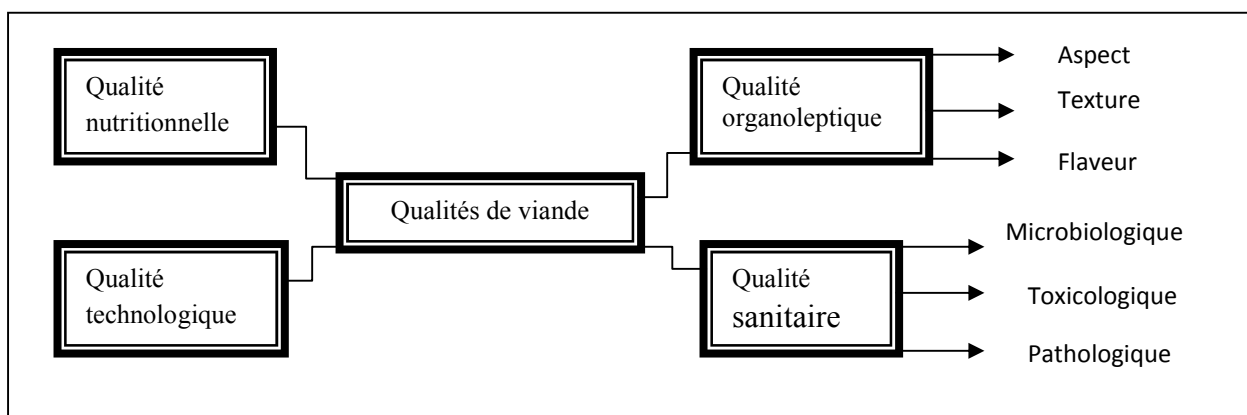 Qualité
nutritionnelle
Qualité
organoleptique
Aspect
Texture
Flaveur
Qualités de viande
Qualité
technologique
Qualité
sanitaire
Microbiologique
Toxicologique
Pathologique